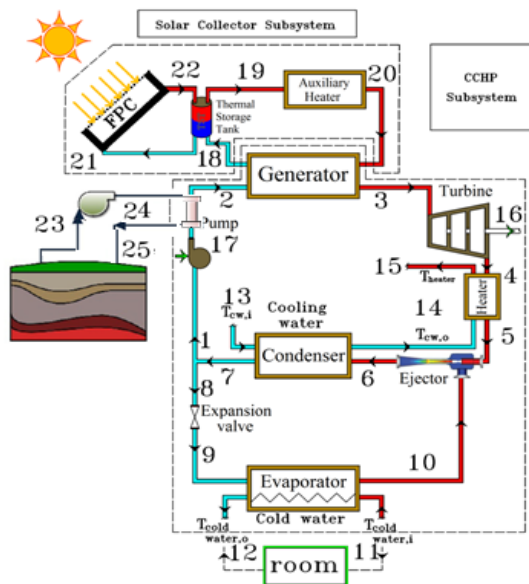 Solar Collector Subsystem
CCHP
Subsystem
22
19
20
FPC
Thermal
Storage
Tank
Auxiliary
Heater
21
18
Generator
2
3
Turbine
24
23
25
Pump
17
16
15
T heater
4
Heater
13
Tcw,i
Cooling
water
14
Tcw,o
5
1
Condenser
7
6
Ejector
8
Expansion
valve
9
10
Evaporator
Cold water
Tcold water,o
Tcold water,i
12
11
room